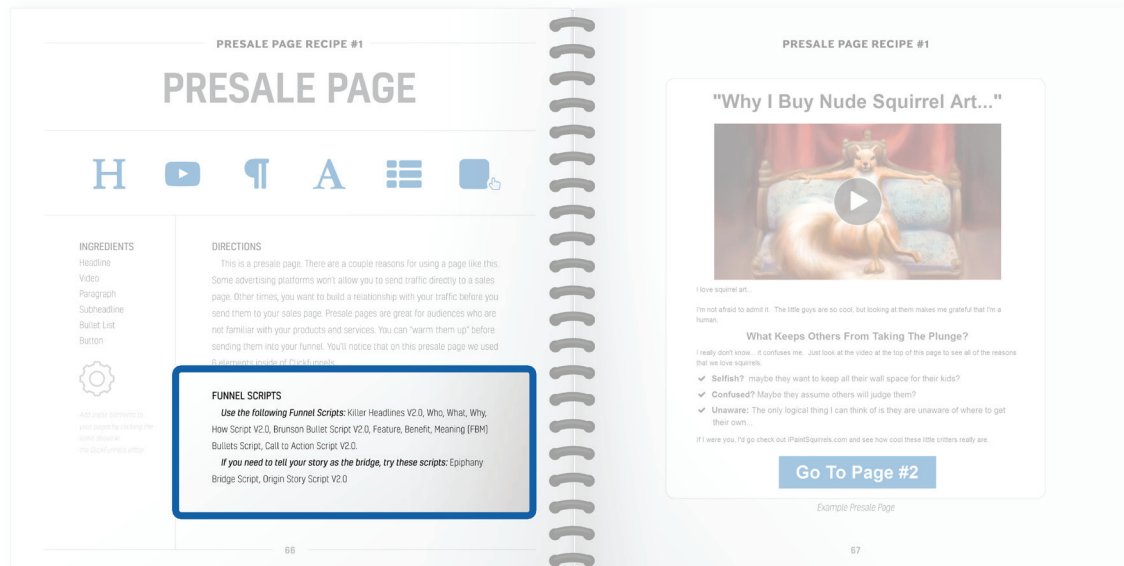 PRESALE PAGE RECIPE #1
PRESALE PAGE
H
¶
A
INGREDIENTS
Headline
Video
Paragraph
Subheadline
Bullet List
Button
DIRECTIONS
This is a presale page. There are a couple reasons for using a page like this.
Some advertising platforms won't allow you to send traffic directly to a sales
page. Other times, you want to build a relationship with your traffic before you
send them to your sales page. Presale pages are great for audiences who are
not familiar with your products and services. You can "warm them up" before
sending them into your funnel. You'll notice that on this presale page we used
6 elements inside of Clickfunnels.
FUNNEL SCRIPTS
Use the following Funnel Scripts: Killer Headlines V2.0, Who, What, Why,
How Script V2.0, Brunson Bullet Script V2.0, Feature, Benefit, Meaning (FBM)
Bullets Script, Call to Action Script V2.0.
If you need to tell your story as the bridge, try these scripts: Epiphany
Bridge Script, Origin Story Script V2.0
66
PRESALE PAGE RECIPE #1
"Why I Buy Nude Squirrel Art..."
I love squirrel art...
I'm not afraid to admit it. The little guys are so cool, but looking at them makes me grateful that I'm a
human.
What Keeps Others From Taking The Plunge?
I really don't know... it confuses me. Just look at the video at the top of this page to see all of the reasons
that we love squirrels.
Selfish? maybe they want to keep all their wall space for their kids?
Confused? Maybe they assume others will judge them?
Unaware: The only logical thing I can think of is they are unaware of where to get
their own...
If I were you, I'd go check out IPaintSquirrels.com and see how cool these little critters really are.
Go To Page #2
Example Presale Page
67